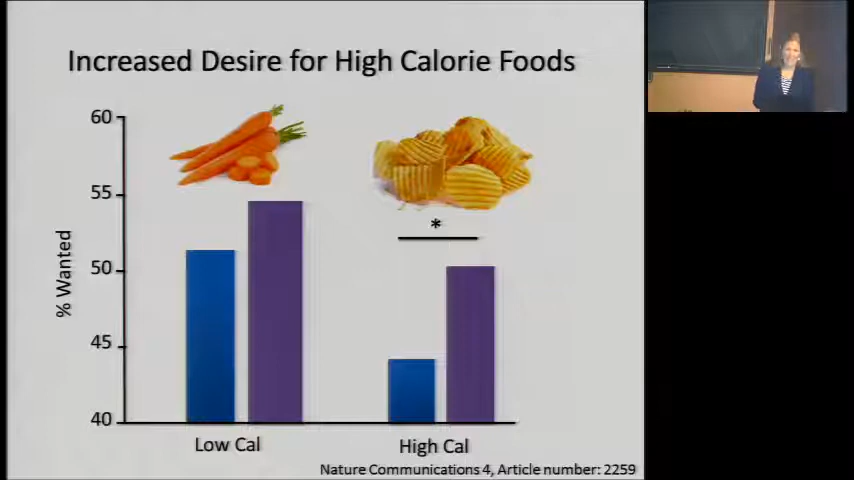 Increased Desire for High Calorie Foods
60
55
50
45
40
% Wanted
*
Low Cal
High Cal
Nature Communications 4, Article number: 2259